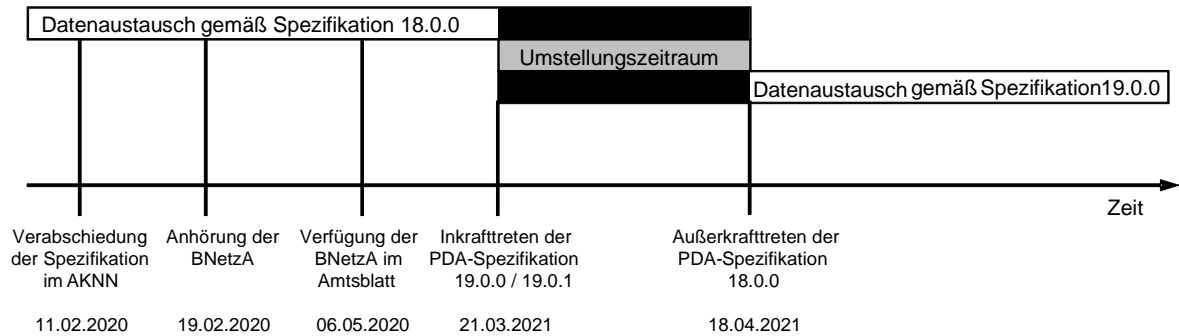 Datenaustausch gemäß Spezifikation 18.0.0
Umstellungszeitraum
Datenaustausch gemäß Spezifikation19.0.0
Zeit
Verabschiedung
der Spezifikation
im AKNN
11.02.2020
Anhörung der
BNetzA
19.02.2020
Verfügung der
BNetzA im
Amtsblatt
06.05.2020
Inkrafttreten der
PDA-Spezifikation
19.0.0 / 19.0.1
21.03.2021
Außerkrafttreten der
PDA-Spezifikation
18.0.0
18.04.2021